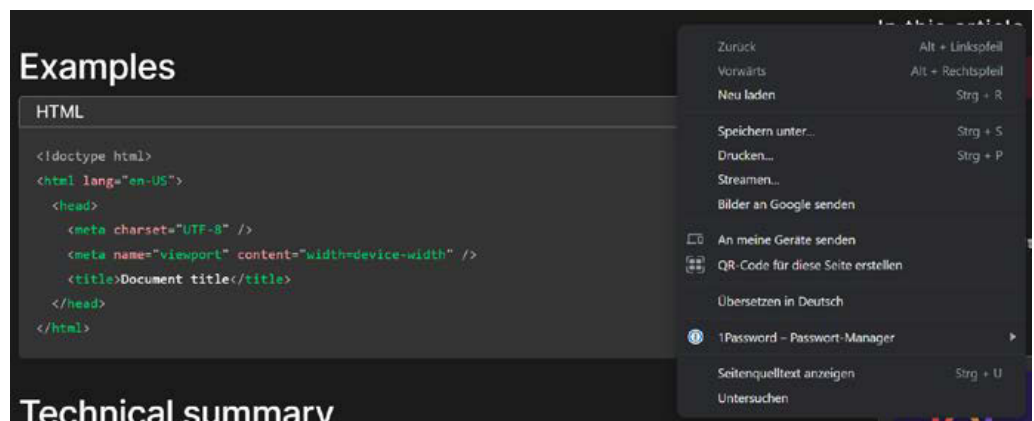 Examples
HTML
<!doctype html>
<html lang="en-US">
<head>
<meta charset="UTF-8" />
<meta name="viewport" content="width=device-width" />
<title>Document title</title>
</head>
</html>
Technical summary
In this article
Zurück Alt + Linkspfeil
Vorwärts Alt + Rechtspfeil
Neu laden Strg + R
Speichern unter... Strg + S
Drucken... Strg + P
Streamen...
Bilder an Google senden
An meine Geräte senden
QR-Code für diese Seite erstellen
Übersetzen in Deutsch
1Password – Passwort-Manager
Seitenquelltext anzeigen Strg + U
Untersuchen